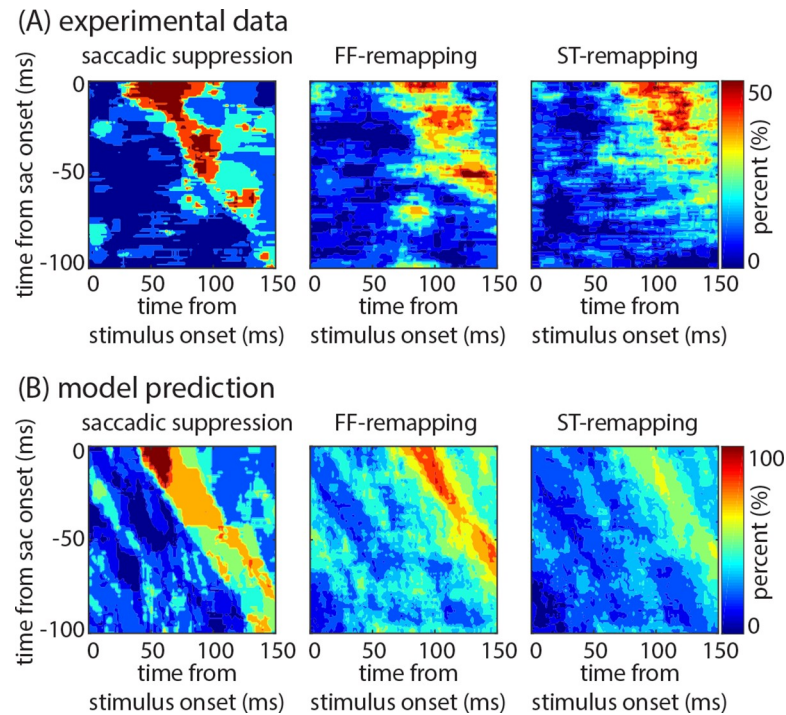 (A) experimental data
saccadic suppression FF-remapping ST-remapping
time from sac onset (ms)
0
-50
-100
50
percent (%)
0
0 50 100 150 0 50 100 150 0 50 100 150
time from time from time from
stimulus onset (ms) stimulus onset (ms) stimulus onset (ms)
(B) model prediction
saccadic suppression FF-remapping ST-remapping
time from sac onset (ms)
0
-50
-100
100
percent (%)
0
0 50 100 150 0 50 100 150 0 50 100 150
time from time from time from
stimulus onset (ms) stimulus onset (ms) stimulus onset (ms)